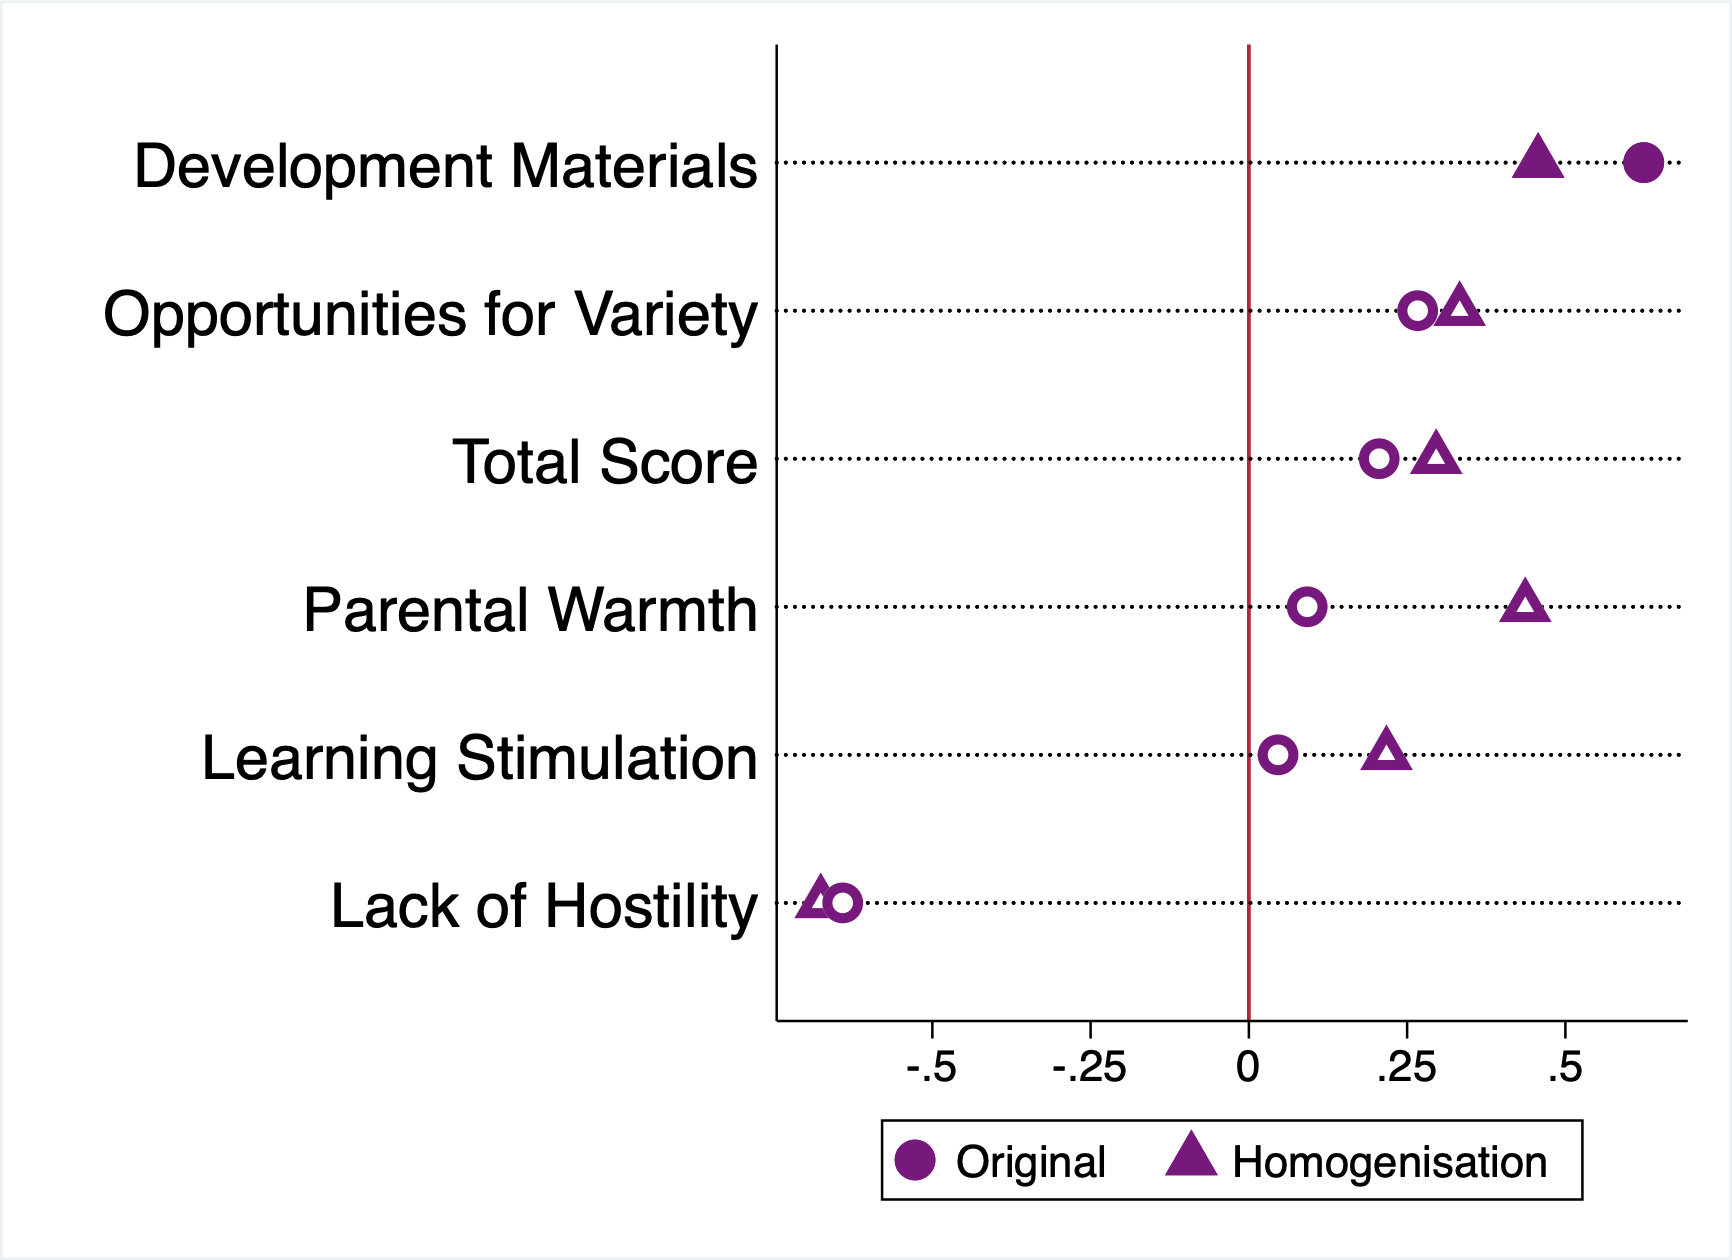 Development Materials
Opportunities for Variety
Total Score
Parental Warmth
Learning Stimulation
Lack of Hostility
-.5 -.25 0 .25 .5
Original Homogenisation